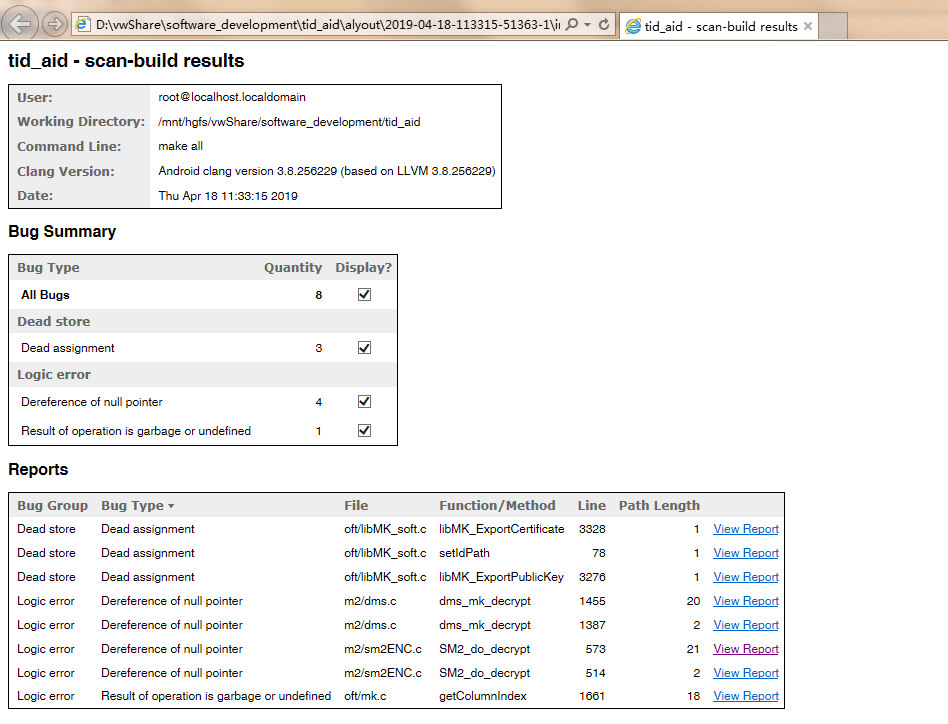 D:\vwShare\software_development\tid_aid\alyout\2019-04-18-113315-51363-1\in
tid_aid - scan-build results
tid_aid - scan-build results
User: root@localhost.localdomain
Working Directory: /mnt/hgfs/vwShare/software_development/tid_aid
Command Line: make all
Clang Version: Android clang version 3.8.256229 (based on LLVM 3.8.256229)
Date: Thu Apr 18 11:33:15 2019
Bug Summary
Bug Type Quantity Display?
All Bugs 8
Dead store
Dead assignment 3
Logic error
Dereference of null pointer 4
Result of operation is garbage or undefined 1
Reports
Bug Group Bug Type ▾ File Function/Method Line Path Length
Dead store Dead assignment oft/libMK_soft.c libMK_ExportCertificate 3328 1 View Report
Dead store Dead assignment oft/libMK_soft.c setIdPath 78 1 View Report
Dead store Dead assignment oft/libMK_soft.c libMK_ExportPublicKey 3276 1 View Report
Logic error Dereference of null pointer m2/dms.c dms_mk_decrypt 1455 20 View Report
Logic error Dereference of null pointer m2/dms.c dms_mk_decrypt 1387 2 View Report
Logic error Dereference of null pointer m2/sm2ENC.c SM2_do_decrypt 573 21 View Report
Logic error Dereference of null pointer m2/sm2ENC.c SM2_do_decrypt 514 2 View Report
Logic error Result of operation is garbage or undefined oft/mk.c getColumnIndex 1661 18 View Report